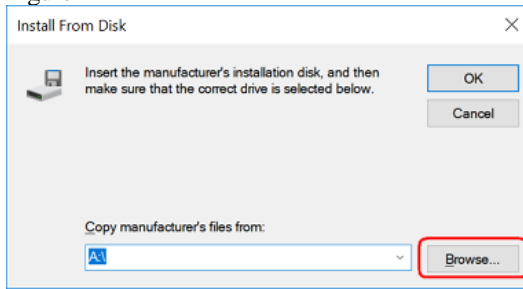 Install From Disk
Insert the manufacturer's installation disk, and then
make sure that the correct drive is selected below.
OK
Cancel
Copy manufacturer's files from:
A:\
Browse...